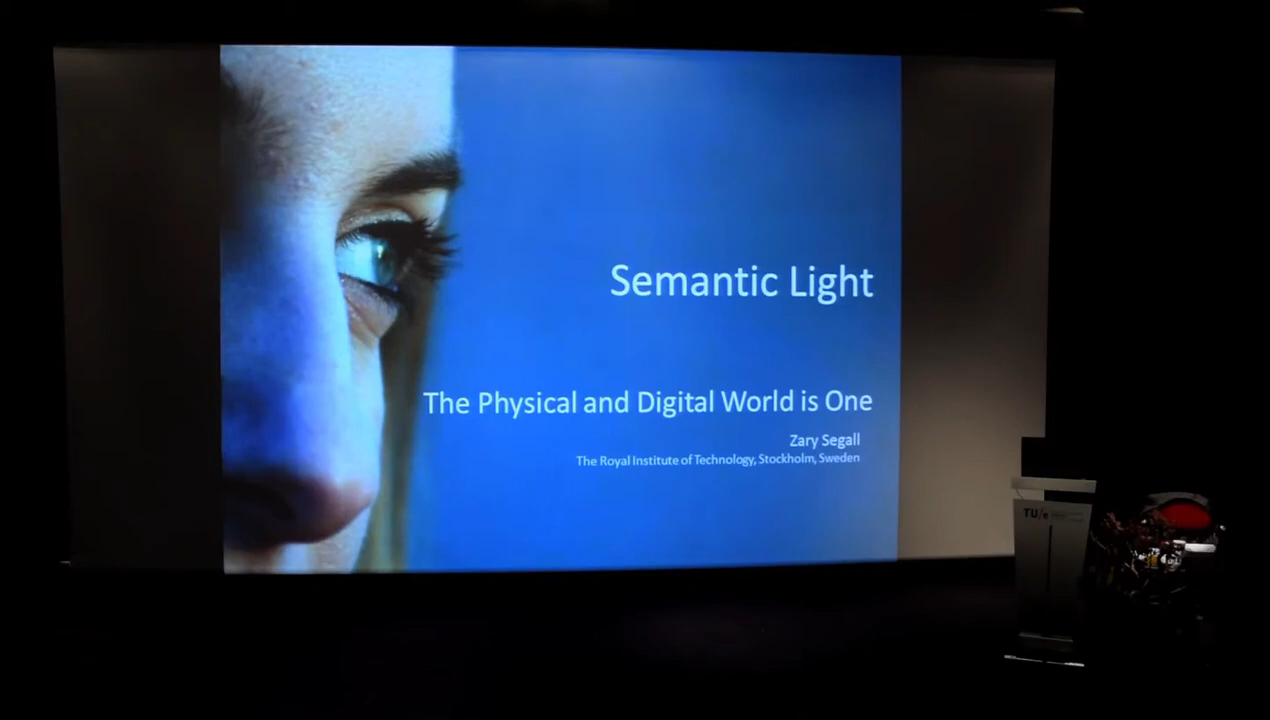 Semantic Light
The Physical and Digital World is One
Zary Segall
The Royal Institute of Technology, Stockholm, Sweden
TU/e